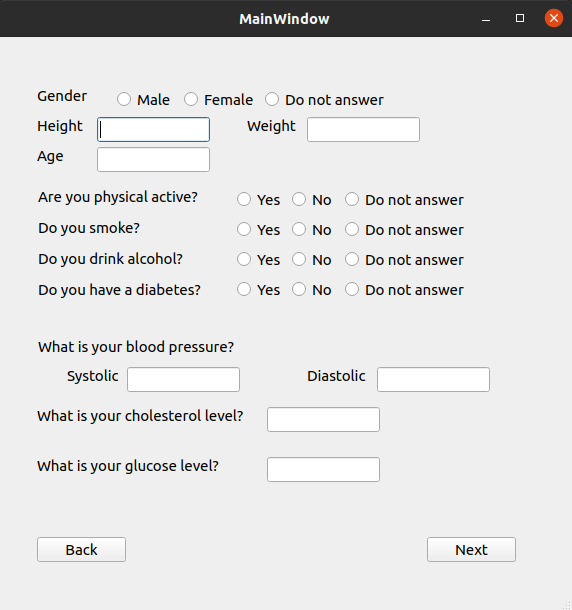 MainWindow
Gender Male Female Do not answer
Height Weight
Age
Are you physical active? Yes No Do not answer
Do you smoke? Yes No Do not answer
Do you drink alcohol? Yes No Do not answer
Do you have a diabetes? Yes No Do not answer
What is your blood pressure?
Systolic Diastolic
What is your cholesterol level?
What is your glucose level?
Back Next